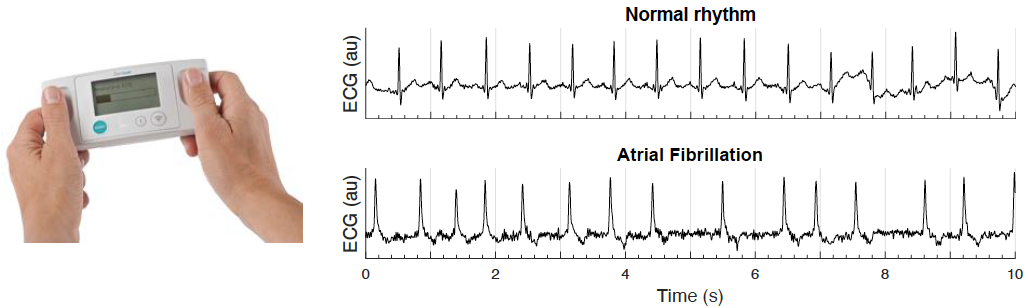 Normal rhythm
ECG (au)
Atrial Fibrillation
ECG (au)
0 2 4 6 8 10
Time (s)